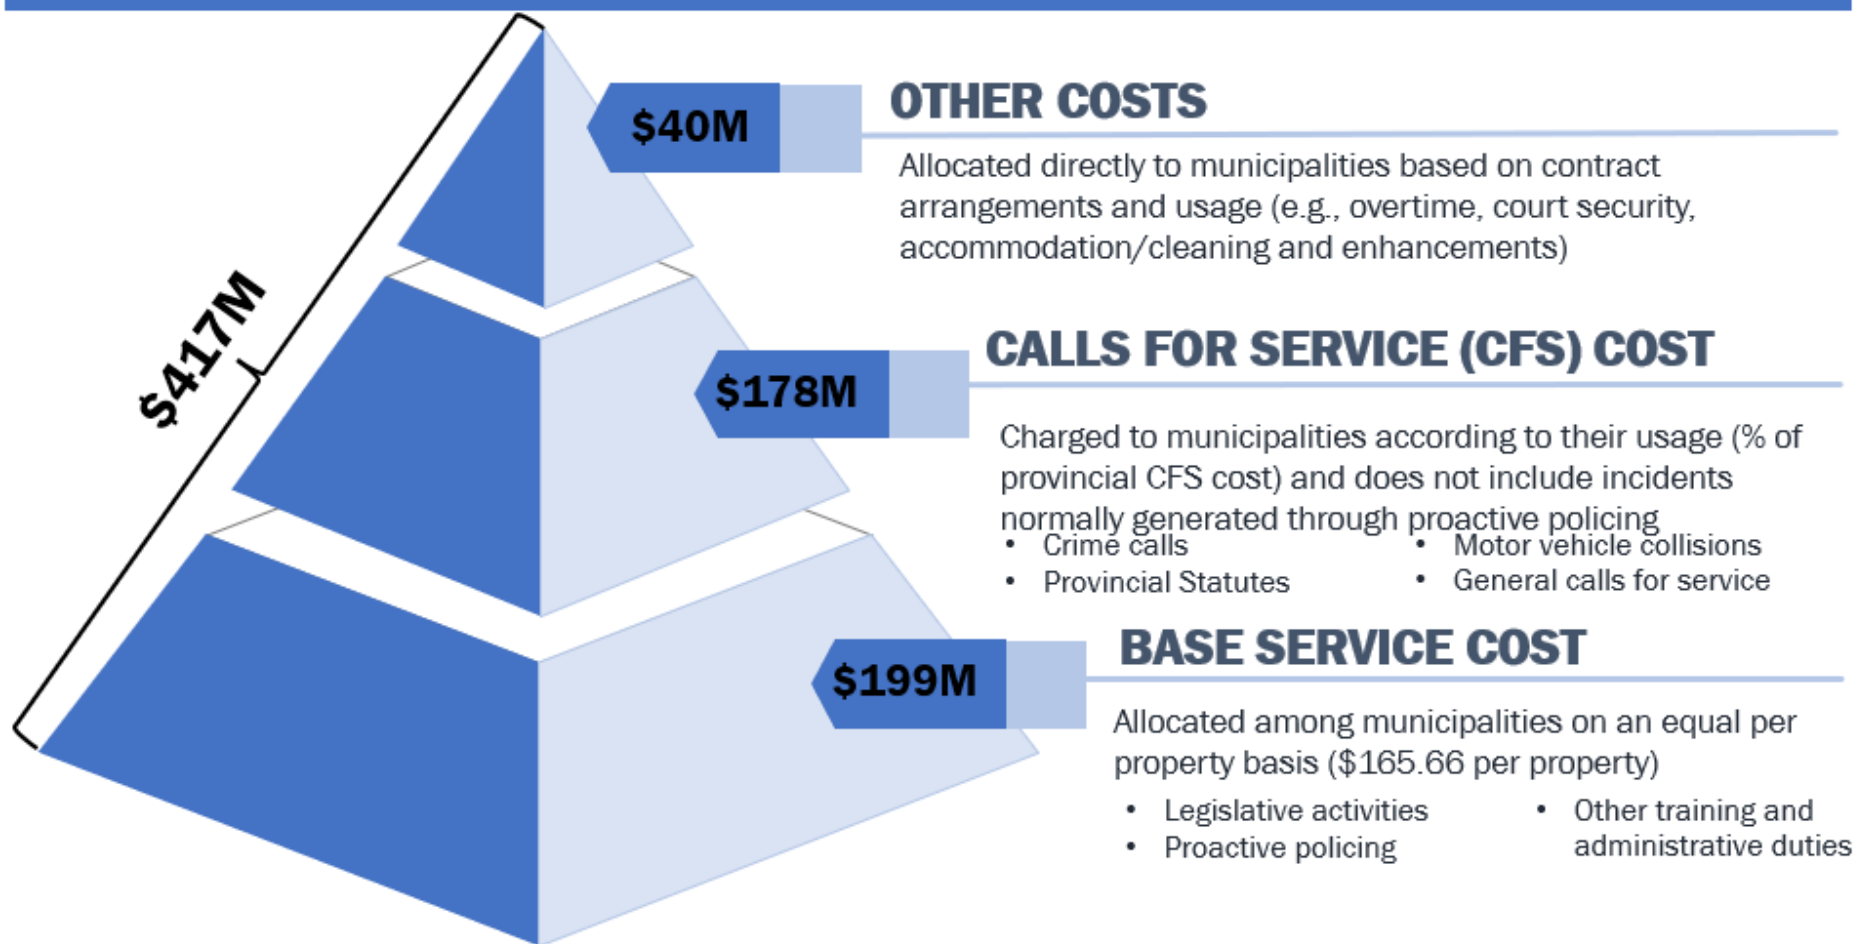 $417M
$40M
OTHER COSTS
Allocated directly to municipalities based on contract
arrangements and usage (e.g., overtime, court security,
accommodation/cleaning and enhancements)
$178M
CALLS FOR SERVICE (CFS) COST
Charged to municipalities according to their usage (% of
provincial CFS cost) and does not include incidents
normally generated through proactive policing
• Crime calls
• Provincial Statutes
• Motor vehicle collisions
• General calls for service
$199M
BASE SERVICE COST
Allocated among municipalities on an equal per
property basis ($165.66 per property)
• Legislative activities
• Proactive policing
• Other training and
administrative duties